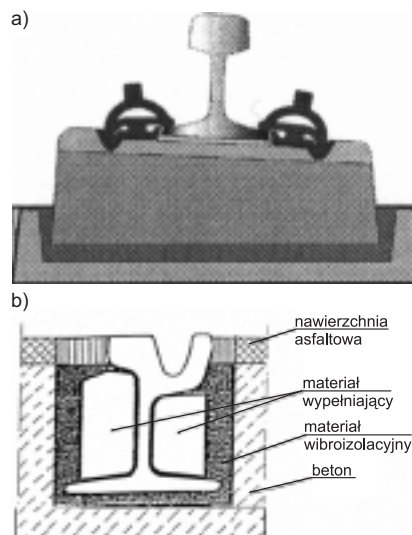 a)
b)
nawierzchnia
asfaltowa
materiał
wypełniający
materiał
wibroizolacyjny
beton